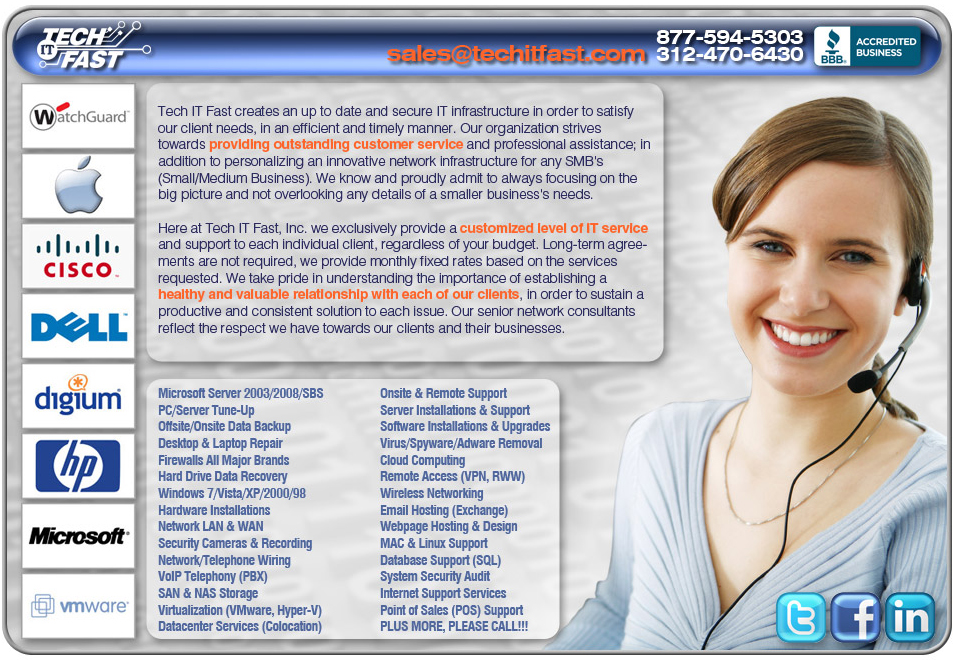 TECH
IT
FAST
sales@techitfast.com
877-594-5303
312-470-6430
BBB.
ACCREDITED
BUSINESS
WatchGuard
CISCO
DELL
digium
hp
Microsoft
vmware
Tech IT Fast creates an up to date and secure IT infrastructure in order to satisfy
our client needs, in an efficient and timely manner. Our organization strives
towards providing outstanding customer service and professional assistance; in
addition to personalizing an innovative network infrastructure for any SMB's
(Small/Medium Business). We know and proudly admit to always focusing on the
big picture and not overlooking any details of a smaller business's needs.
Here at Tech IT Fast, Inc. we exclusively provide a customized level of IT service
and support to each individual client, regardless of your budget. Long-term agree-
ments are not required, we provide monthly fixed rates based on the services
requested. We take pride in understanding the importance of establishing a
healthy and valuable relationship with each of our clients, in order to sustain a
productive and consistent solution to each issue. Our senior network consultants
reflect the respect we have towards our clients and their businesses.
Microsoft Server 2003/2008/SBS
PC/Server Tune-Up
Offsite/Onsite Data Backup
Desktop & Laptop Repair
Firewalls All Major Brands
Hard Drive Data Recovery
Windows 7/Vista/XP/2000/98
Hardware Installations
Network LAN & WAN
Security Cameras & Recording
Network/Telephone Wiring
VoIP Telephony (PBX)
SAN & NAS Storage
Virtualization (VMware, Hyper-V)
Datacenter Services (Colocation)
Onsite & Remote Support
Server Installations & Support
Software Installations & Upgrades
Virus/Spyware/Adware Removal
Cloud Computing
Remote Access (VPN, RWW)
Wireless Networking
Email Hosting (Exchange)
Webpage Hosting & Design
MAC & Linux Support
Database Support (SQL)
System Security Audit
Internet Support Services
Point of Sales (POS) Support
PLUS MORE, PLEASE CALL!!!
t
f
in